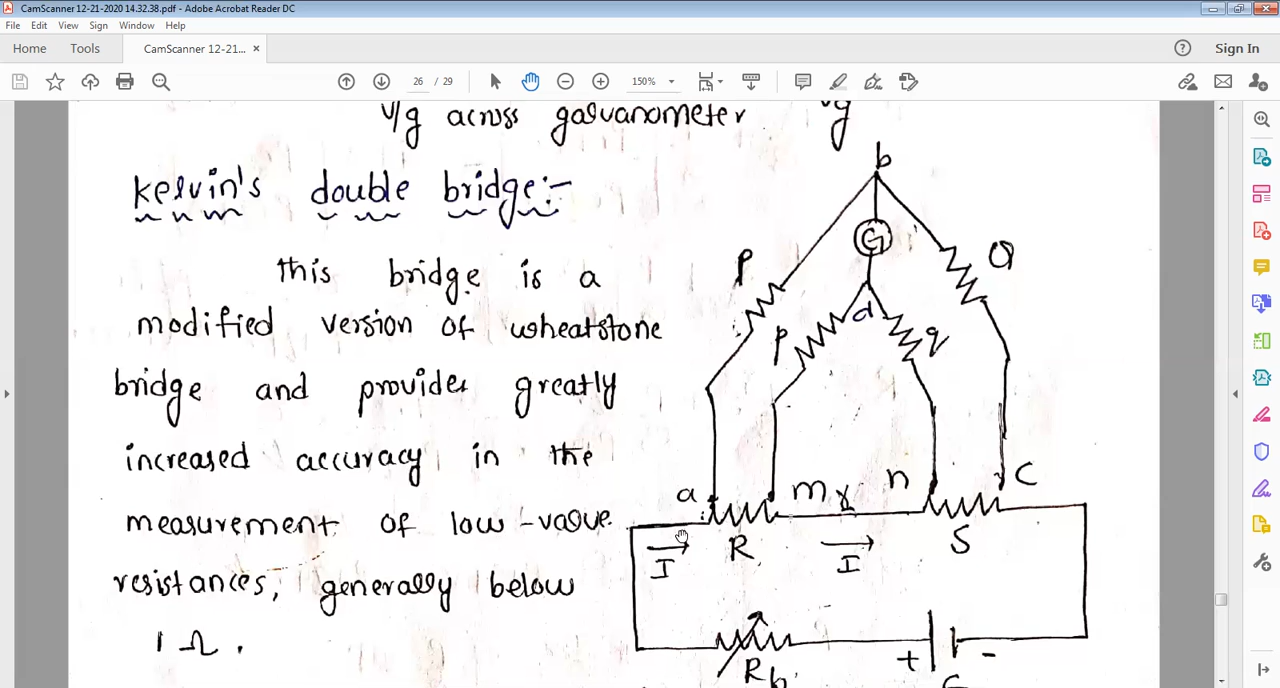 CamScanner 12-21-2020 14.32.38.pdf - Adobe Acrobat Reader DC
File Edit View Sign Window Help
Home Tools CamScanner 12-21... × ? Sign In
26 / 29 150%
v/g across galvanometer vg
Kelvin's double bridge:-
This bridge is a
modified version of wheatstone
bridge and provides greatly
increased accuracy in the
measurement of low-value
resistances, generally below
1 Ω.
b
G
P Q
p d q
a m r n C
R S
I I
Rb + -